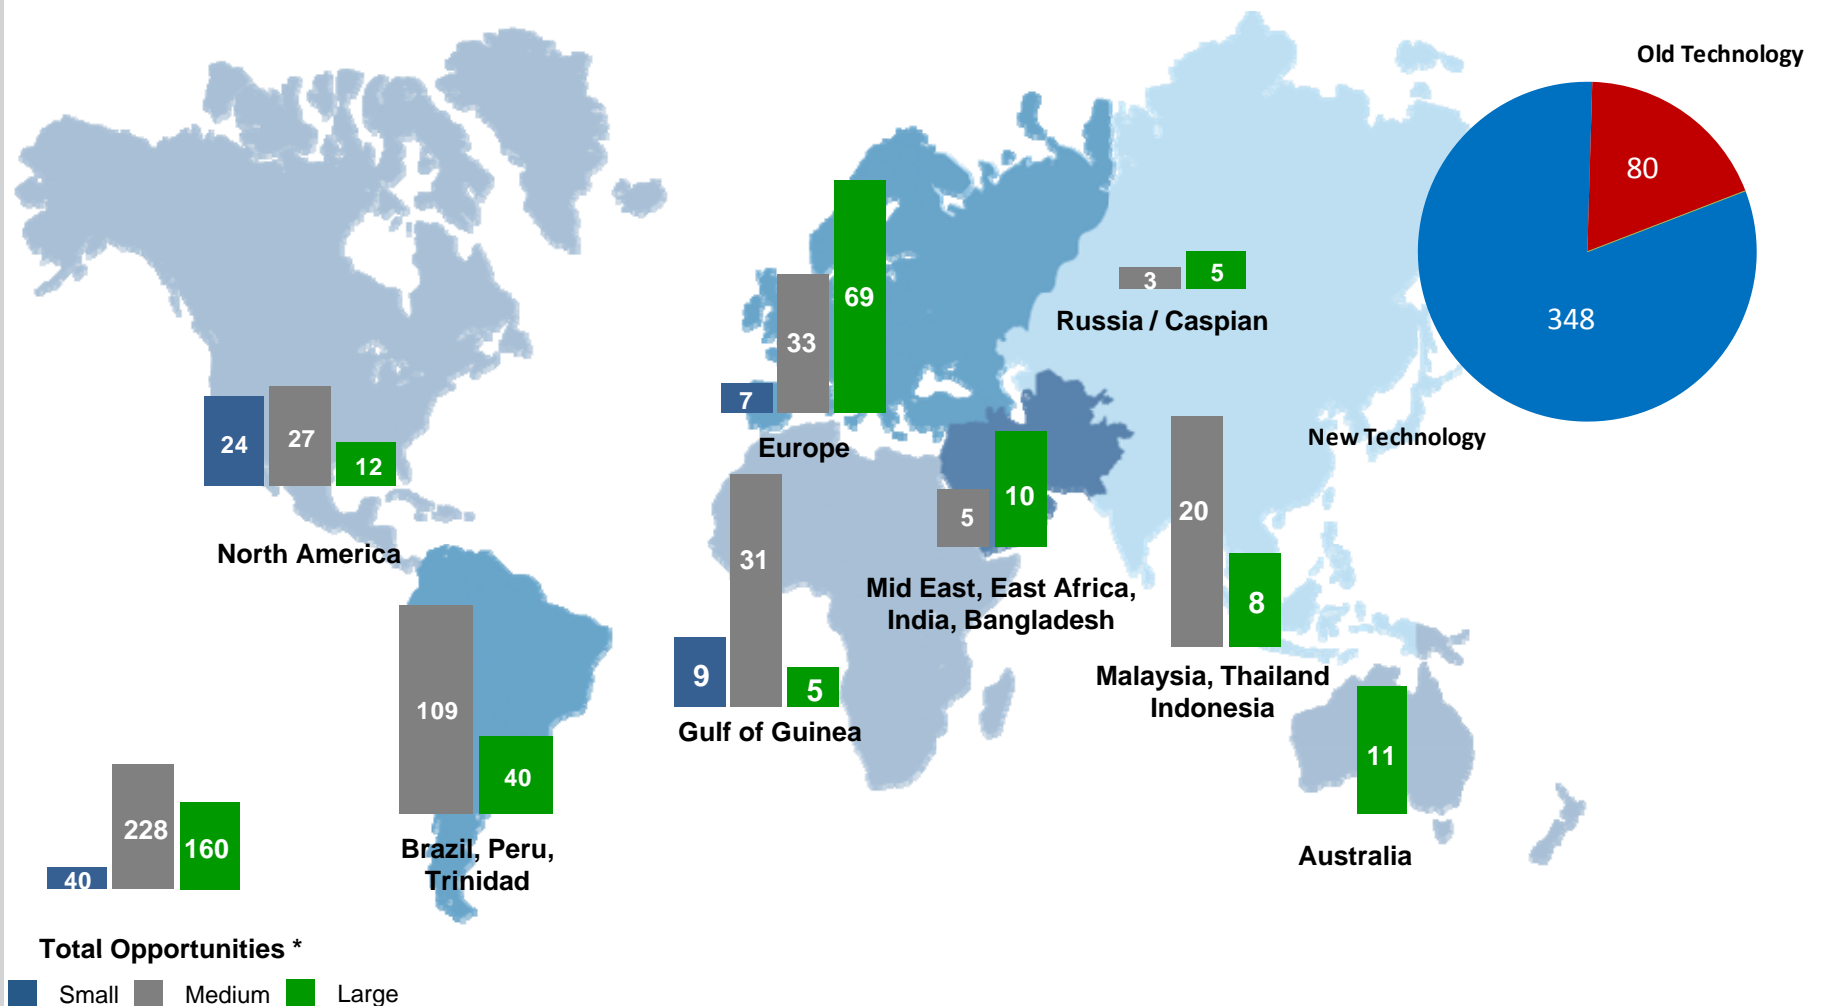 Old Technology
80
348
New Technology
69
33
7
Europe
3
5
Russia / Caspian
24
27
12
North America
5
10
Mid East, East Africa,
India, Bangladesh
20
8
Malaysia, Thailand
Indonesia
31
9
5
Gulf of Guinea
109
40
Brazil, Peru,
Trinidad
11
Australia
40
228
160
Total Opportunities *
Small
Medium
Large